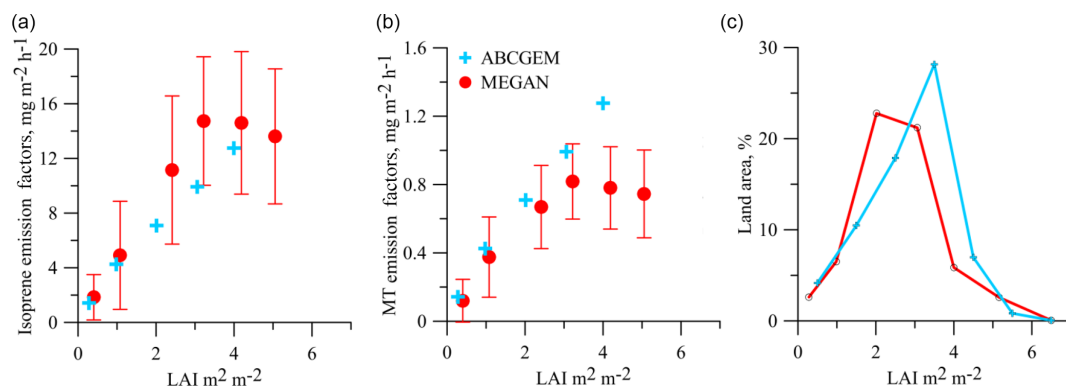 (a)
Isoprene emission factors, mg m-2 h-1
20
16
12
8
4
0
0 2 4 6
LAI m2 m-2
(b)
MT emission factors, mg m-2 h-1
1.6
1.2
0.8
0.4
0
0 2 4 6
LAI m2 m-2
ABCGEM
MEGAN
(c)
Land area, %
30
20
10
0
0 2 4 6
LAI m2 m-2